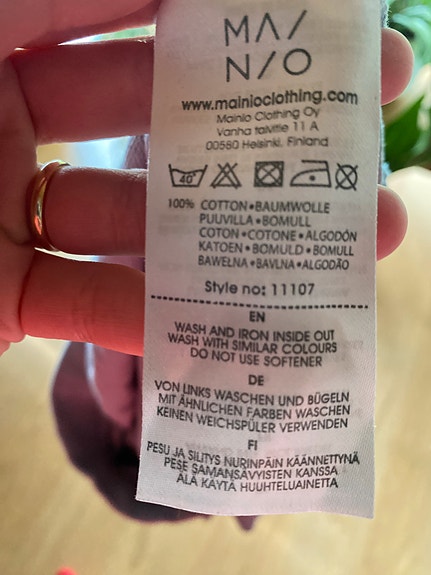 MA/
N/O
www.mainioclothing.com
Mainio Clothing Oy
Vanha talvitie 11 A
00580 Helsinki, Finland
40°
100% COTTON•BAUMWOLLE
PUUVILLA•BOMULL
COTON•COTONE•ALGODÓN
KATOEN•BOMULD•BOMULL
BAWEŁNA•BAVLNA•ALGODÃO
Style no: 11107
EN
WASH AND IRON INSIDE OUT
WASH WITH SIMILAR COLOURS
DO NOT USE SOFTENER
DE
VON LINKS WASCHEN UND BÜGELN
MIT ÄHNLICHEN FARBEN WASCHEN
KEINEN WEICHSPÜLER VERWENDEN
FI
PESU JA SILITYS NURINPÄIN KÄÄNNETTYNÄ
PESE SAMANSÄVYISTEN KANSSA
ÄLÄ KÄYTÄ HUUHTELUAINETTA